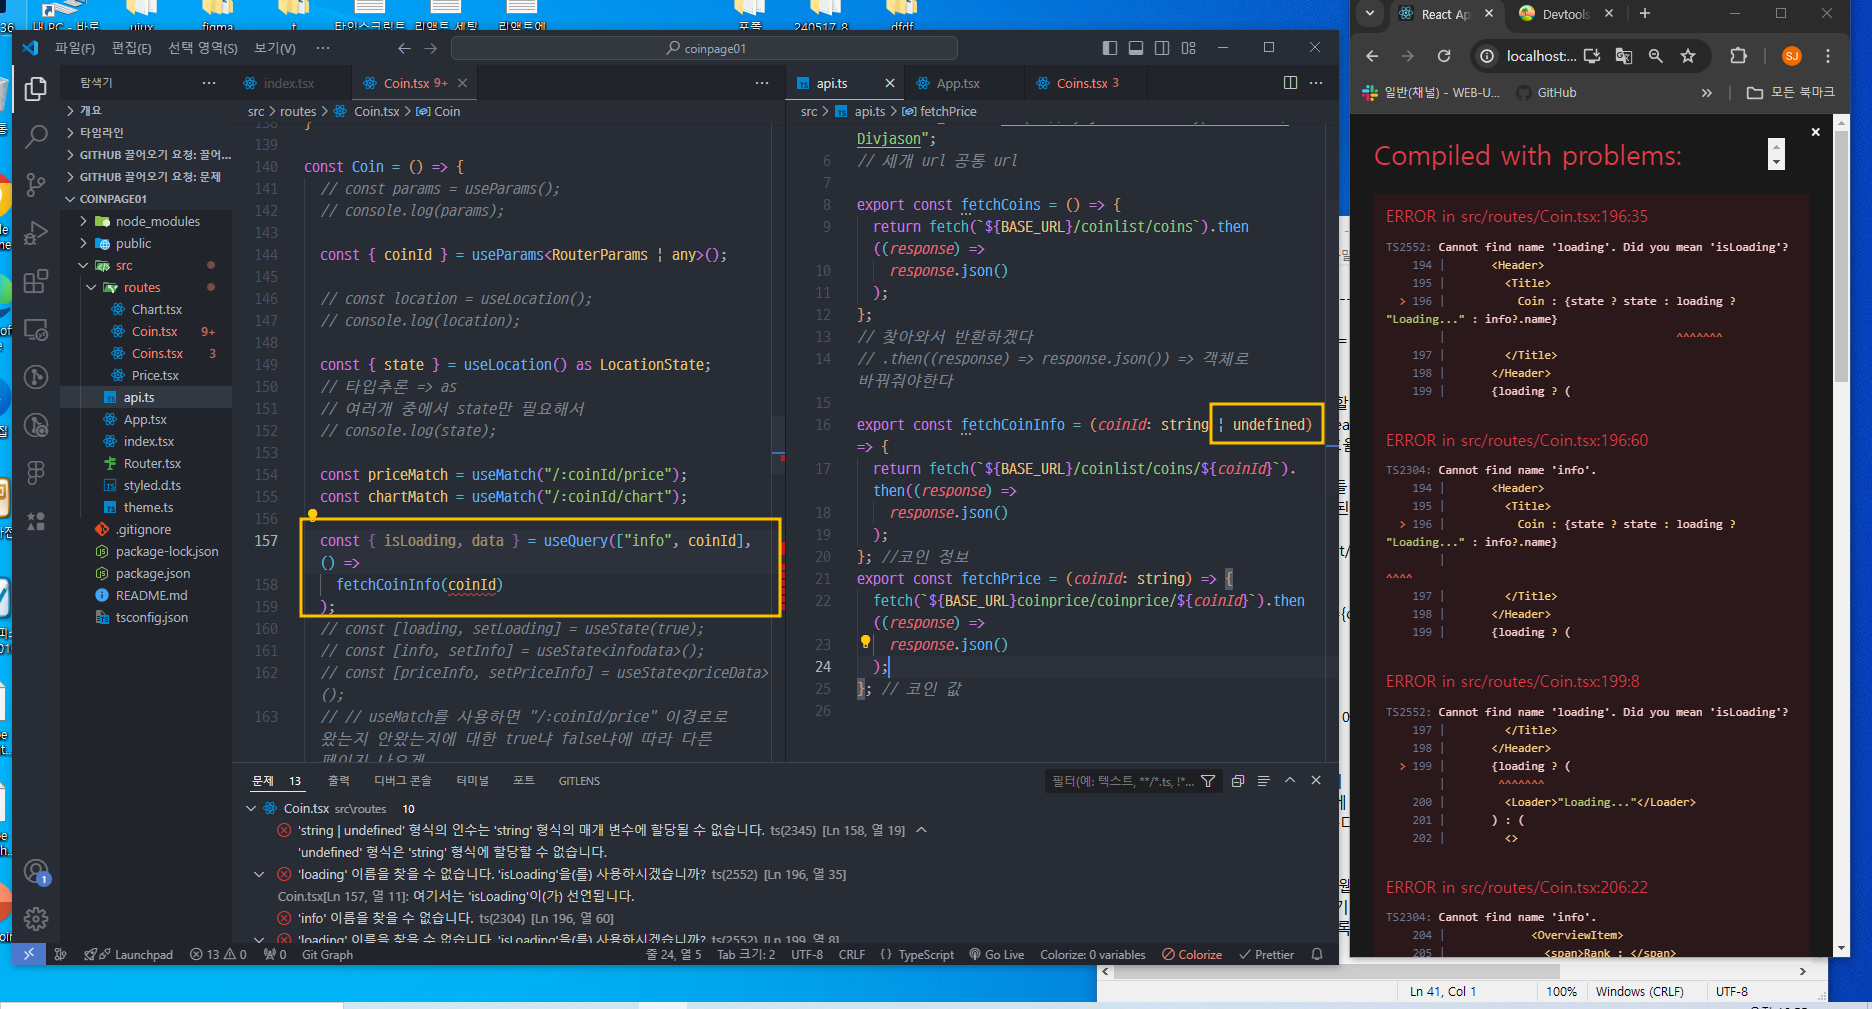 내 PC - 바로
uiux
figma
t
타입스크립트
리액트 세팅
리액트에
포폴
240517-8
dfdf
파일(F)
편집(E)
선택 영역(S)
보기(V)
coinpage01
탐색기
index.tsx
Coin.tsx 9+
api.ts
App.tsx
Coins.tsx 3
개요
타임라인
GITHUB 끌어오기 요청: 끌어...
GITHUB 끌어오기 요청: 문제
COINPAGE01
node_modules
public
src
routes
Chart.tsx
Coin.tsx 9+
Coins.tsx 3
Price.tsx
api.ts
App.tsx
index.tsx
Router.tsx
styled.d.ts
theme.ts
.gitignore
package-lock.json
package.json
README.md
tsconfig.json
src > routes > Coin.tsx > Coin
138 }
139
140 const Coin = () => {
141 // const params = useParams();
142 // console.log(params);
143
144 const { coinId } = useParams<RouterParams | any>();
145
146 // const location = useLocation();
147 // console.log(location);
148
149 const { state } = useLocation() as LocationState;
150 // 타입추론 => as
151 // 여러개 중에서 state만 필요해서
152 // console.log(state);
153
154 const priceMatch = useMatch("/:coinId/price");
155 const chartMatch = useMatch("/:coinId/chart");
156
157 const { isLoading, data } = useQuery(["info", coinId],
() =>
158 fetchCoinInfo(coinId)
159 );
160 // const [loading, setLoading] = useState(true);
161 // const [info, setInfo] = useState<infodata>();
162 // const [priceInfo, setPriceInfo] = useState<priceData>
();
163 // // useMatch를 사용하면 "/:coinId/price" 이경로로
왔는지 안왔는지에 대한 true냐 false냐에 따라 다른
페이지 나오게
src > api.ts > fetchPrice
Divjason";
6 // 세개 url 공통 url
7
8 export const fetchCoins = () => {
9 return fetch(`${BASE_URL}/coinlist/coins`).then
((response) =>
10 response.json()
11 );
12 };
13 // 찾아와서 반환하겠다
14 // .then((response) => response.json()) => 객체로
바꿔줘야한다
15
16 export const fetchCoinInfo = (coinId: string | undefined)
=> {
17 return fetch(`${BASE_URL}/coinlist/coins/${coinId}`).
then((response) =>
18 response.json()
19 );
20 }; //코인 정보
21 export const fetchPrice = (coinId: string) => {
22 fetch(`${BASE_URL}coinprice/coinprice/${coinId}`).then
((response) =>
23 response.json()
24 );
25 }; // 코인 값
26
문제 13
출력
디버그 콘솔
터미널
포트
GITLENS
필터(예: 텍스트, **/*.ts, !*...
Coin.tsx src\routes 10
'string | undefined' 형식의 인수는 'string' 형식의 매개 변수에 할당될 수 없습니다. ts(2345) [Ln 158, 열 19]
'undefined' 형식은 'string' 형식에 할당할 수 없습니다.
'loading' 이름을 찾을 수 없습니다. 'isLoading'을(를) 사용하시겠습니까? ts(2552) [Ln 196, 열 35]
Coin.tsx[Ln 157, 열 11]: 여기서는 'isLoading'이(가) 선언됩니다.
'info' 이름을 찾을 수 없습니다. ts(2304) [Ln 196, 열 60]
'loading' 이름을 찾을 수 없습니다. 'isLoading'을(를) 사용하시겠습니까? ts(2552) [Ln 199, 열 8]
1
Launchpad
13 0
0
Git Graph
줄 24, 열 5
Tab 크기: 2
UTF-8
CRLF
{} TypeScript
Go Live
Colorize: 0 variables
Colorize
Prettier
React Ap
Devtools
localhost:...
SJ
일반(채널) - WEB-U...
GitHub
모든 북마크
Compiled with problems:
ERROR in src/routes/Coin.tsx:196:35
TS2552: Cannot find name 'loading'. Did you mean 'isLoading'?
194 | <Header>
195 | <Title>
> 196 | Coin : {state ? state : loading ?
"Loading..." : info?.name}
| ^^^^^^^
197 | </Title>
198 | </Header>
199 | {loading ? (
ERROR in src/routes/Coin.tsx:196:60
TS2304: Cannot find name 'info'.
194 | <Header>
195 | <Title>
> 196 | Coin : {state ? state : loading ?
"Loading..." : info?.name}
|
^^^^
197 | </Title>
198 | </Header>
199 | {loading ? (
ERROR in src/routes/Coin.tsx:199:8
TS2552: Cannot find name 'loading'. Did you mean 'isLoading'?
197 | </Title>
198 | </Header>
> 199 | {loading ? (
| ^^^^^^^
200 | <Loader>"Loading..."</Loader>
201 | ) : (
202 | <>
ERROR in src/routes/Coin.tsx:206:22
TS2304: Cannot find name 'info'.
204 | <OverviewItem>
205 | <span>Rank : </span>
Ln 41, Col 1
100%
Windows (CRLF)
UTF-8